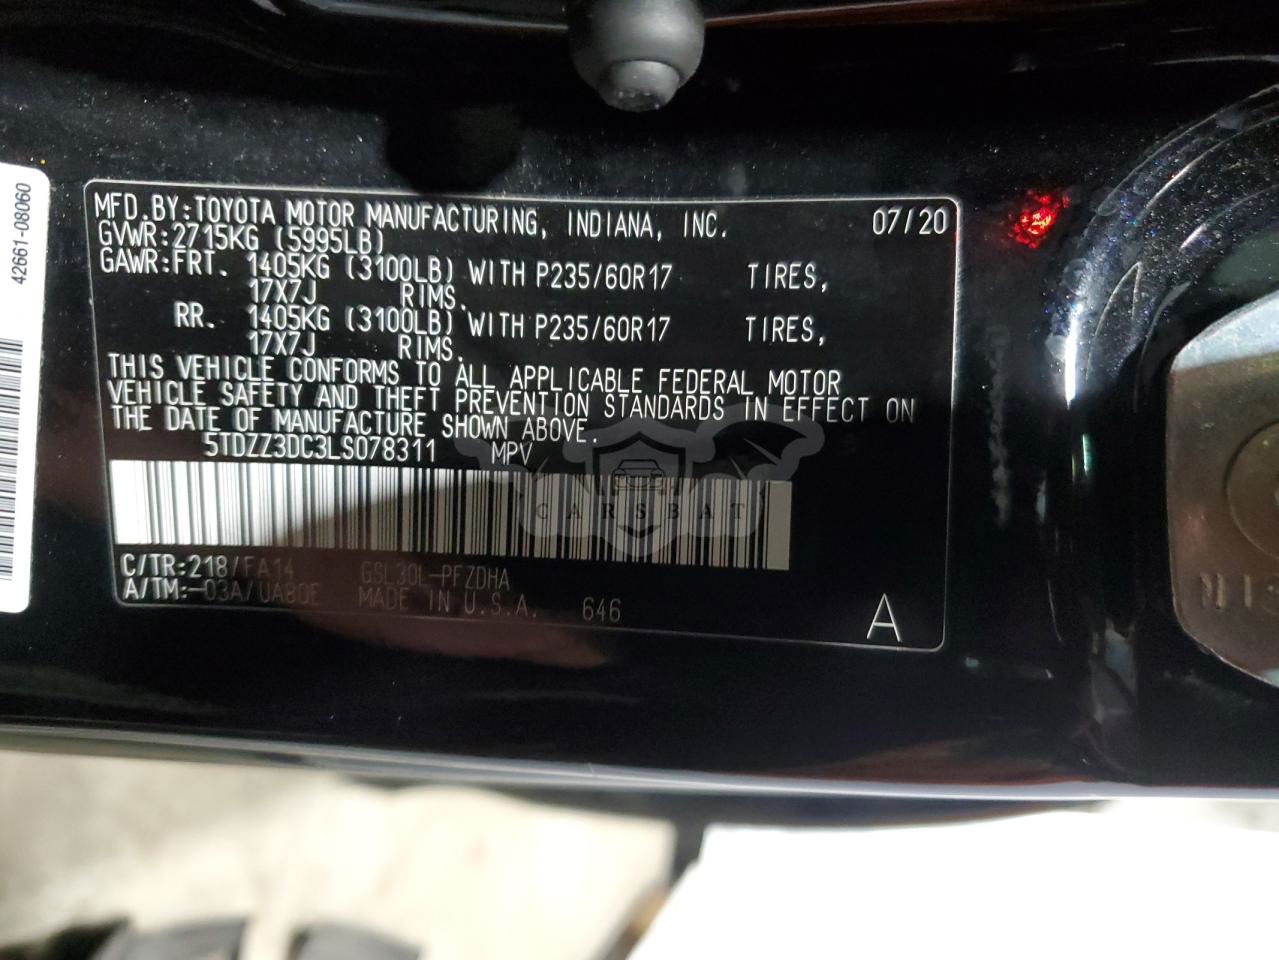 42661-08060
MFD.BY:TOYOTA MOTOR MANUFACTURING, INDIANA, INC. 07/20
GVWR:2715KG (5995LB)
GAWR:FRT. 1405KG (3100LB) WITH P235/60R17 TIRES,
17X7J RIMS.
RR. 1405KG (3100LB) WITH P235/60R17 TIRES,
17X7J RIMS.
THIS VEHICLE CONFORMS TO ALL APPLICABLE FEDERAL MOTOR
VEHICLE SAFETY AND THEFT PREVENTION STANDARDS IN EFFECT ON
THE DATE OF MANUFACTURE SHOWN ABOVE.
5TDZZ3DC3LS078311 MPV
CARSBAT
C/TR:218/FA14 GSL30L-PFZDHA
A/TM:-03A/UA80E MADE IN U.S.A. 646
A